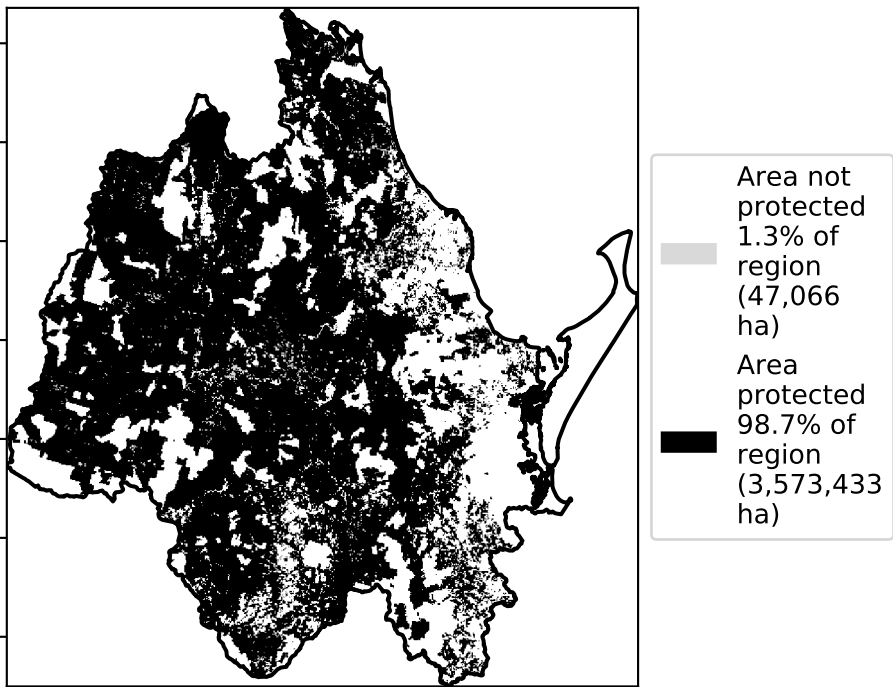 Area not
protected
1.3% of
region
(47,066
ha)
Area
protected
98.7% of
region
(3,573,433
ha)